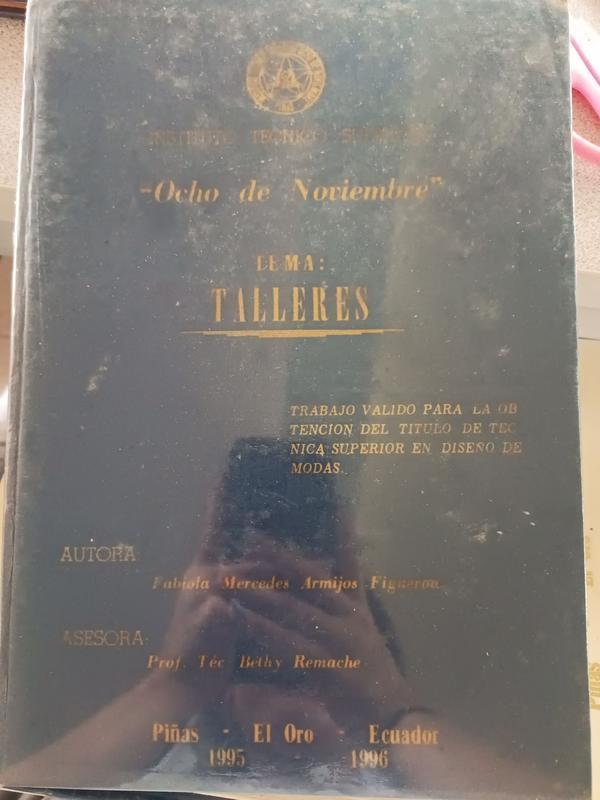 INSTITUTO TECNICO SUPERIOR
"Ocho de Noviembre"
TEMA:
TALLERES
TRABAJO VALIDO PARA LA OB
TENCION DEL TITULO DE TEC
NICA SUPERIOR EN DISEÑO DE
MODAS.
AUTORA:
Fabiola Mercedes Armijos Figueroa
ASESORA:
Prof. Téc Bethy Remache
Piñas - El Oro - Ecuador
1995 - 1996